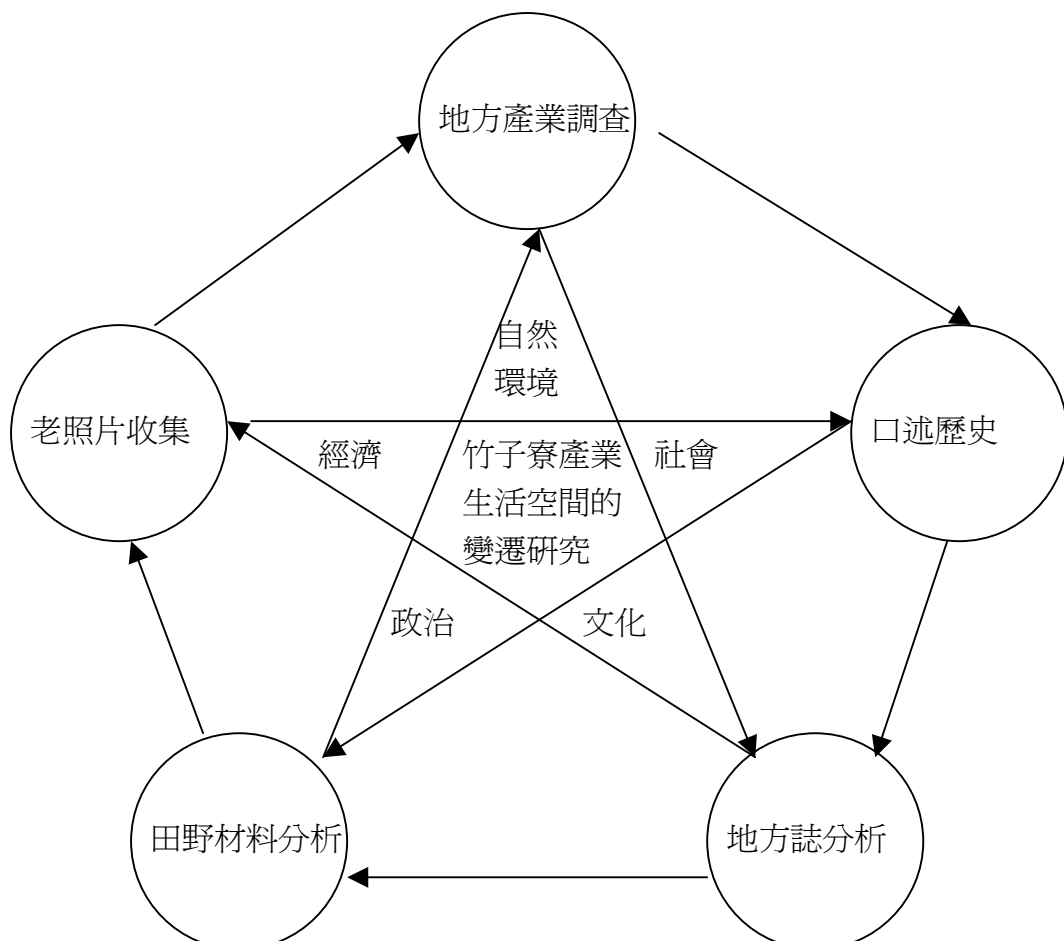 地方產業調查
自然
環境
老照片收集
口述歷史
經濟
竹子寮產業
生活空間的
變遷研究
社會
政治
文化
田野材料分析
地方誌分析